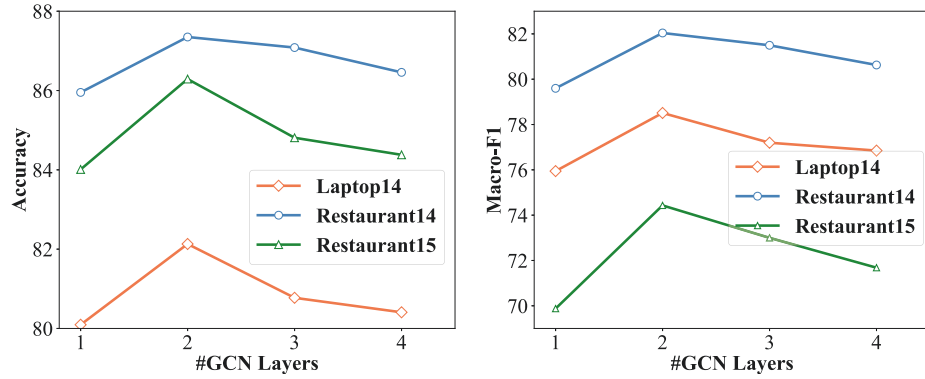 88
86
84
82
80
Accuracy
Laptop14
Restaurant14
Restaurant15
1 2 3 4
#GCN Layers
82
80
78
76
74
72
70
Macro-F1
Laptop14
Restaurant14
Restaurant15
1 2 3 4
#GCN Layers